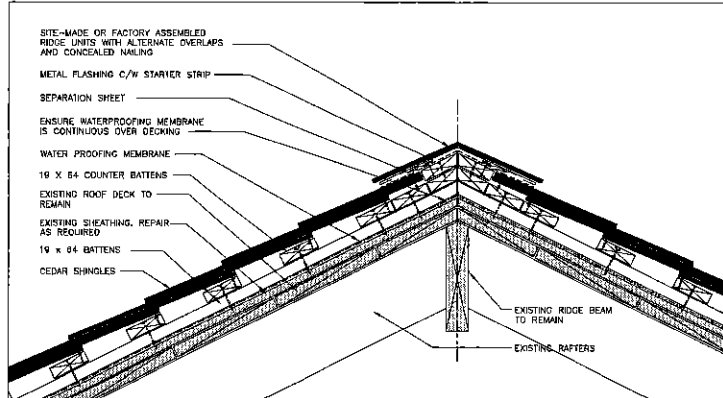 SITE-MADE OR FACTORY ASSEMBLED
RIDGE UNITS WITH ALTERNATE OVERLAPS
AND CONCEALED NAILING
METAL FLASHING C/W STARTER STRIP
SEPARATION SHEET
ENSURE WATERPROOFING MEMBRANE
IS CONTINUOUS OVER DECKING
WATER PROOFING MEMBRANE
19 X 64 COUNTER BATTENS
EXISTING ROOF DECK TO
REMAIN
EXISTING SHEATHING. REPAIR
AS REQUIRED
19 x 64 BATTENS
CEDAR SHINGLES.
EXISTING RIDGE BEAM
TO REMAIN
EXISTING RAFTERS